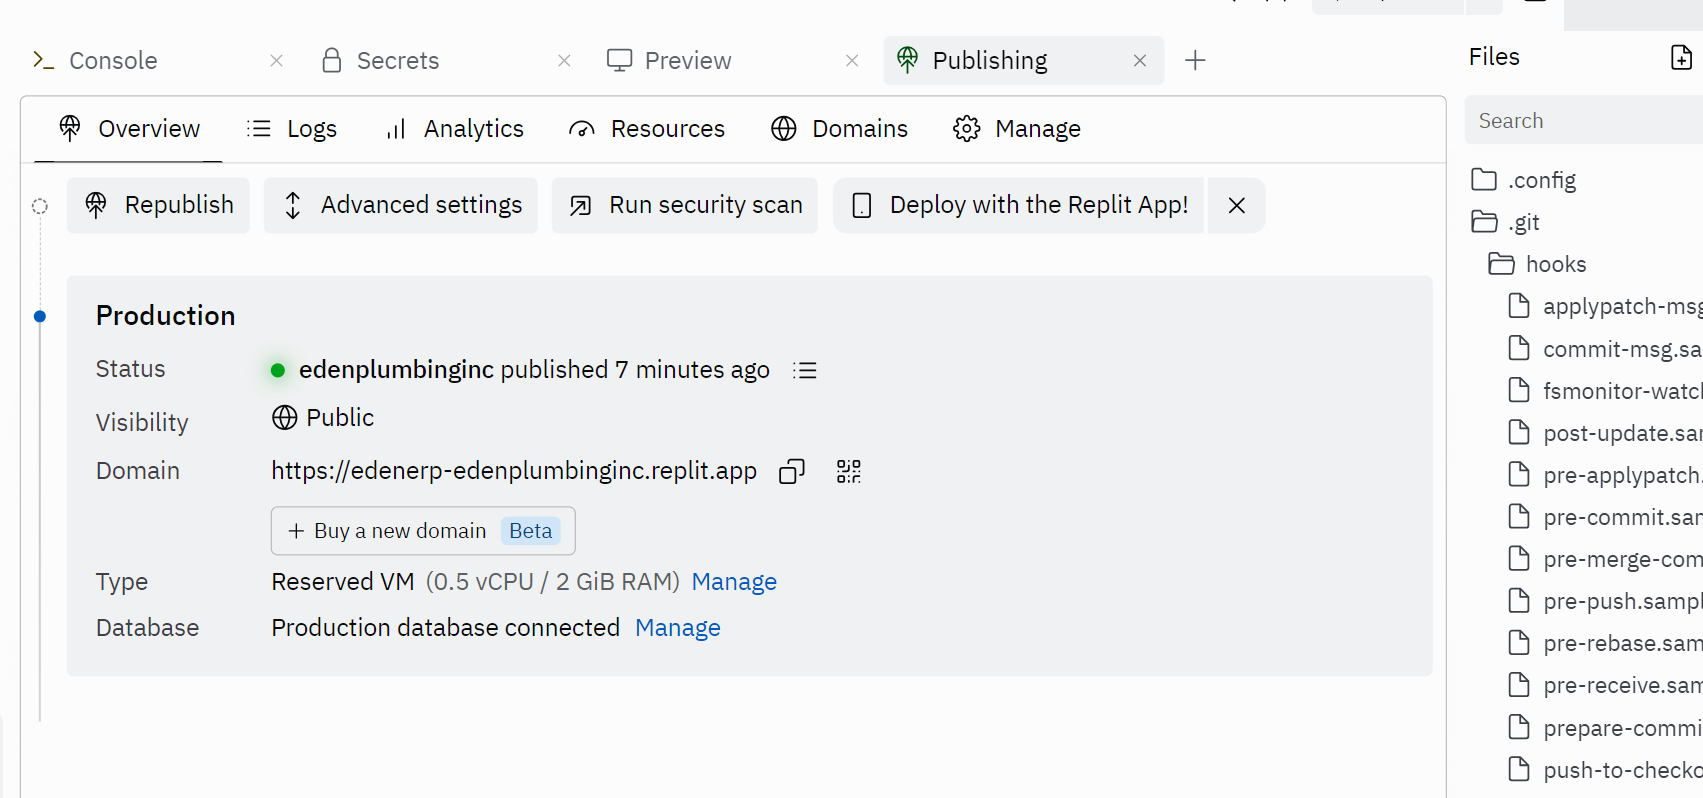 Console
Secrets
Preview
Publishing
Overview
Logs
Analytics
Resources
Domains
Manage
Republish
Advanced settings
Run security scan
Deploy with the Replit App!
Production
Status
edenplumbinginc published 7 minutes ago
Visibility
Public
Domain
https://edenerp-edenplumbinginc.replit.app
+ Buy a new domain Beta
Type
Reserved VM (0.5 vCPU / 2 GiB RAM) Manage
Database
Production database connected Manage
Files
Search
.config
.git
hooks
applypatch-msg
commit-msg.sa
fsmonitor-watch
post-update.sam
pre-applypatch.
pre-commit.sam
pre-merge-com
pre-push.sampl
pre-rebase.sam
pre-receive.sam
prepare-commi
push-to-checko